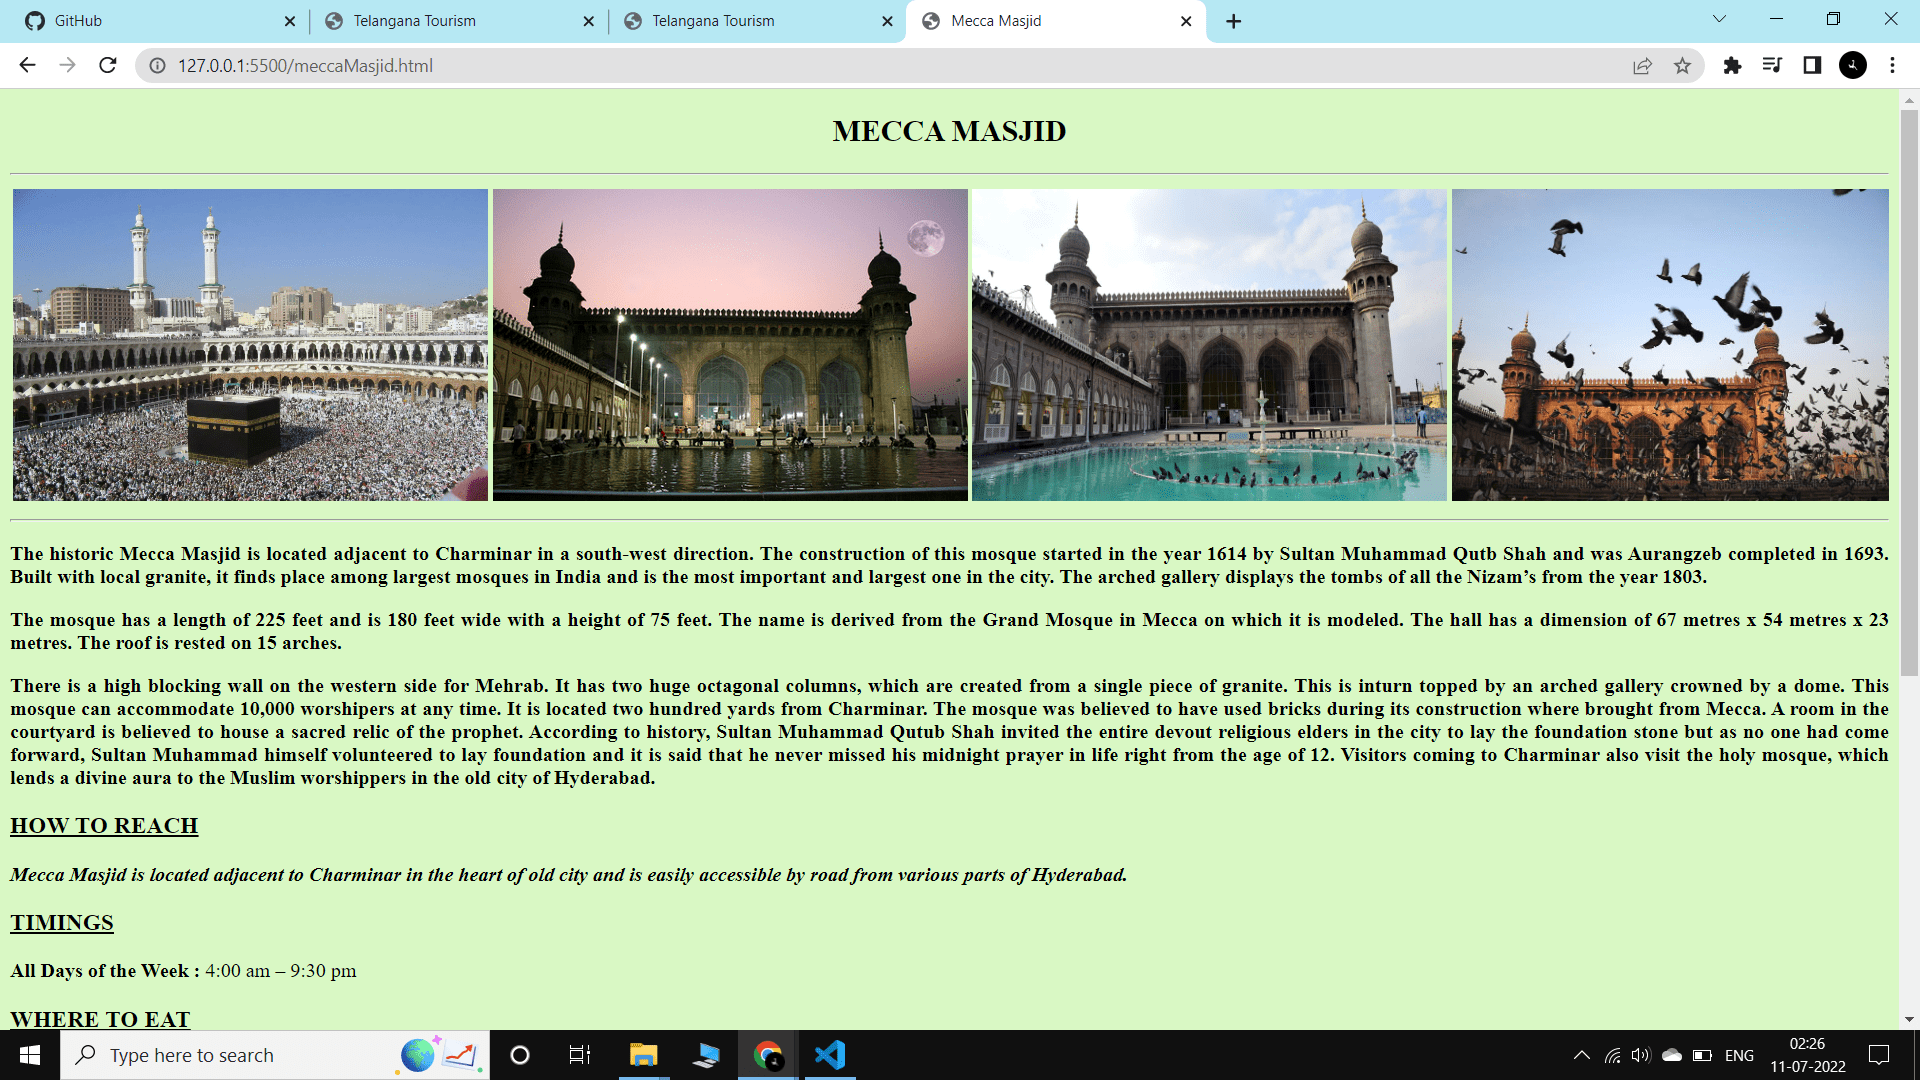 GitHub
Telangana Tourism
Telangana Tourism
Mecca Masjid
127.0.0.1:5500/meccaMasjid.html
MECCA MASJID
The historic Mecca Masjid is located adjacent to Charminar in a south-west direction. The construction of this mosque started in the year 1614 by Sultan Muhammad Qutb Shah and was Aurangzeb completed in 1693.
Built with local granite, it finds place among largest mosques in India and is the most important and largest one in the city. The arched gallery displays the tombs of all the Nizam’s from the year 1803.
The mosque has a length of 225 feet and is 180 feet wide with a height of 75 feet. The name is derived from the Grand Mosque in Mecca on which it is modeled. The hall has a dimension of 67 metres x 54 metres x 23
metres. The roof is rested on 15 arches.
There is a high blocking wall on the western side for Mehrab. It has two huge octagonal columns, which are created from a single piece of granite. This is inturn topped by an arched gallery crowned by a dome. This
mosque can accommodate 10,000 worshipers at any time. It is located two hundred yards from Charminar. The mosque was believed to have used bricks during its construction where brought from Mecca. A room in the
courtyard is believed to house a sacred relic of the prophet. According to history, Sultan Muhammad Qutub Shah invited the entire devout religious elders in the city to lay the foundation stone but as no one had come
forward, Sultan Muhammad himself volunteered to lay foundation and it is said that he never missed his midnight prayer in life right from the age of 12. Visitors coming to Charminar also visit the holy mosque, which
lends a divine aura to the Muslim worshippers in the old city of Hyderabad.
HOW TO REACH
Mecca Masjid is located adjacent to Charminar in the heart of old city and is easily accessible by road from various parts of Hyderabad.
TIMINGS
All Days of the Week : 4:00 am – 9:30 pm
WHERE TO EAT
Type here to search
ENG
02:26
11-07-2022